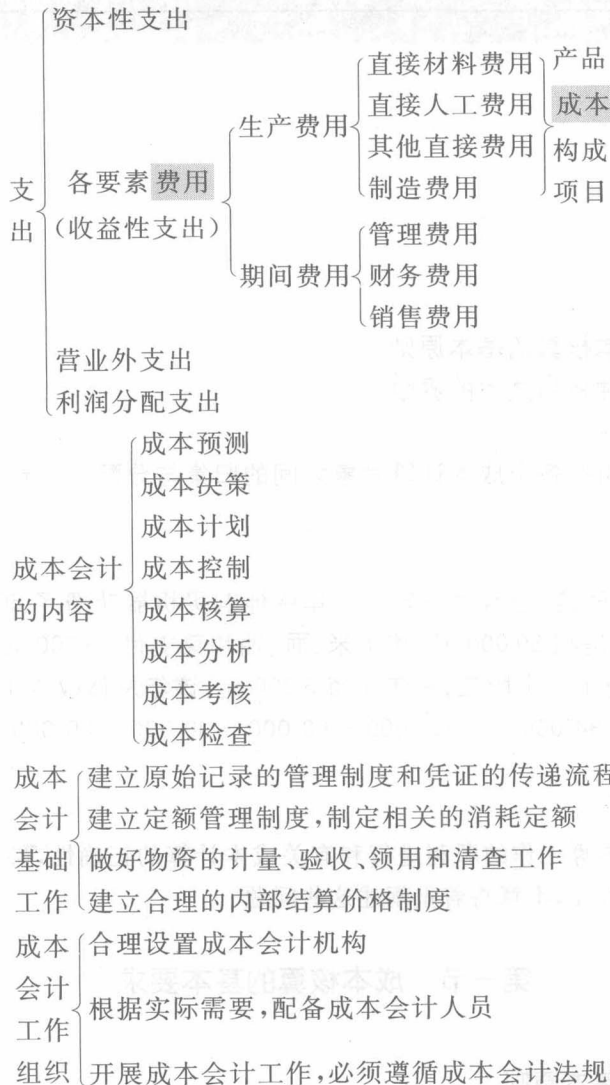 资本性支出
直接材料费用 产品
直接人工费用 成本
生产费用
其他直接费用 构成
制造费用 项目
支出
各要素费用
(收益性支出)
管理费用
期间费用 财务费用
销售费用
营业外支出
利润分配支出
成本预测
成本决策
成本计划
成本会计 成本控制
的内容 成本核算
成本分析
成本考核
成本检查
成本 建立原始记录的管理制度和凭证的传递流程
会计 建立定额管理制度,制定相关的消耗定额
基础 做好物资的计量、验收、领用和清查工作
工作 建立合理的内部结算价格制度
成本 合理设置成本会计机构
会计
根据实际需要,配备成本会计人员
工作
组织 开展成本会计工作,必须遵循成本会计法规